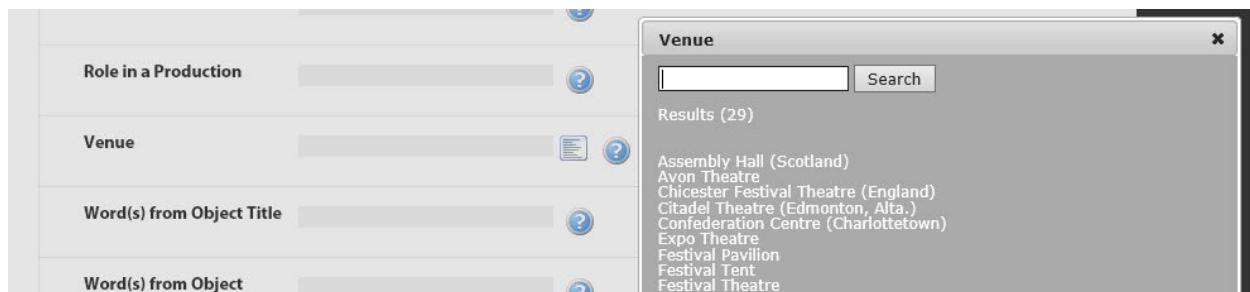 Role in a Production
Venue
Word(s) from Object Title
Word(s) from Object
Venue
Search
Results (29)
Assembly Hall (Scotland)
Avon Theatre
Chicester Festival Theatre (England)
Citadel Theatre (Edmonton, Alta.)
Confederation Centre (Charlottetown)
Expo Theatre
Festival Pavilion
Festival Tent
Festival Theatre